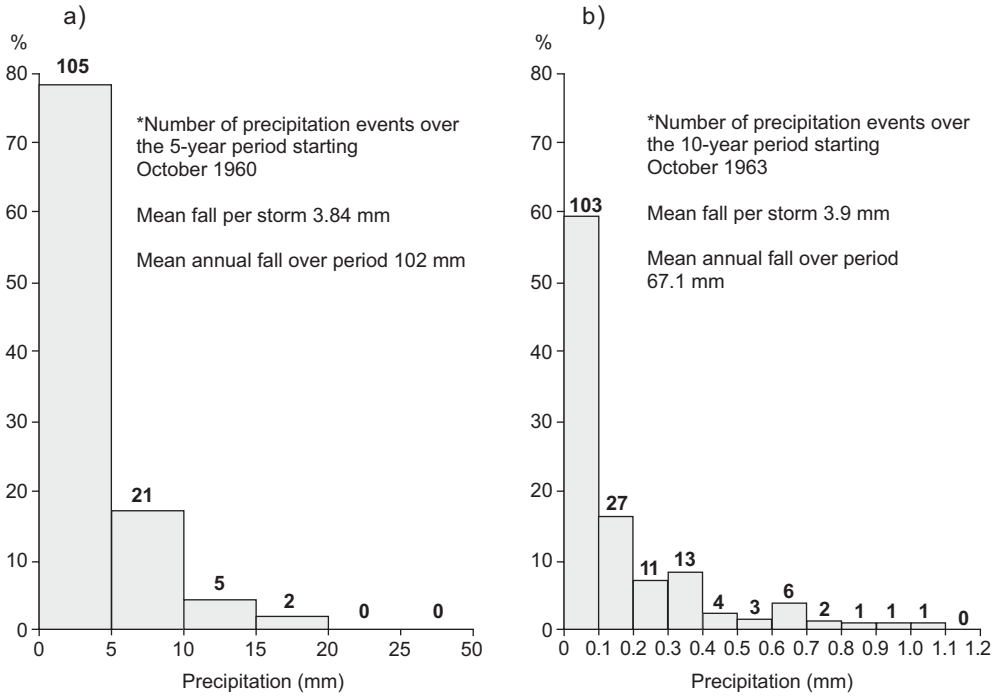 a)
%
80
70
60
50
40
30
20
10
0
105
21
5
2
0
0
*Number of precipitation events over
the 5-year period starting
October 1960
Mean fall per storm 3.84 mm
Mean annual fall over period 102 mm
0 5 10 15 20 25 50
Precipitation (mm)
b)
%
80
70
60
50
40
30
20
10
0
103
27
11
13
4
3
6
2
1
1
1
0
*Number of precipitation events over
the 10-year period starting
October 1963
Mean fall per storm 3.9 mm
Mean annual fall over period
67.1 mm
0 0.1 0.2 0.3 0.4 0.5 0.6 0.7 0.8 0.9 1.0 1.1 1.2
Precipitation (mm)